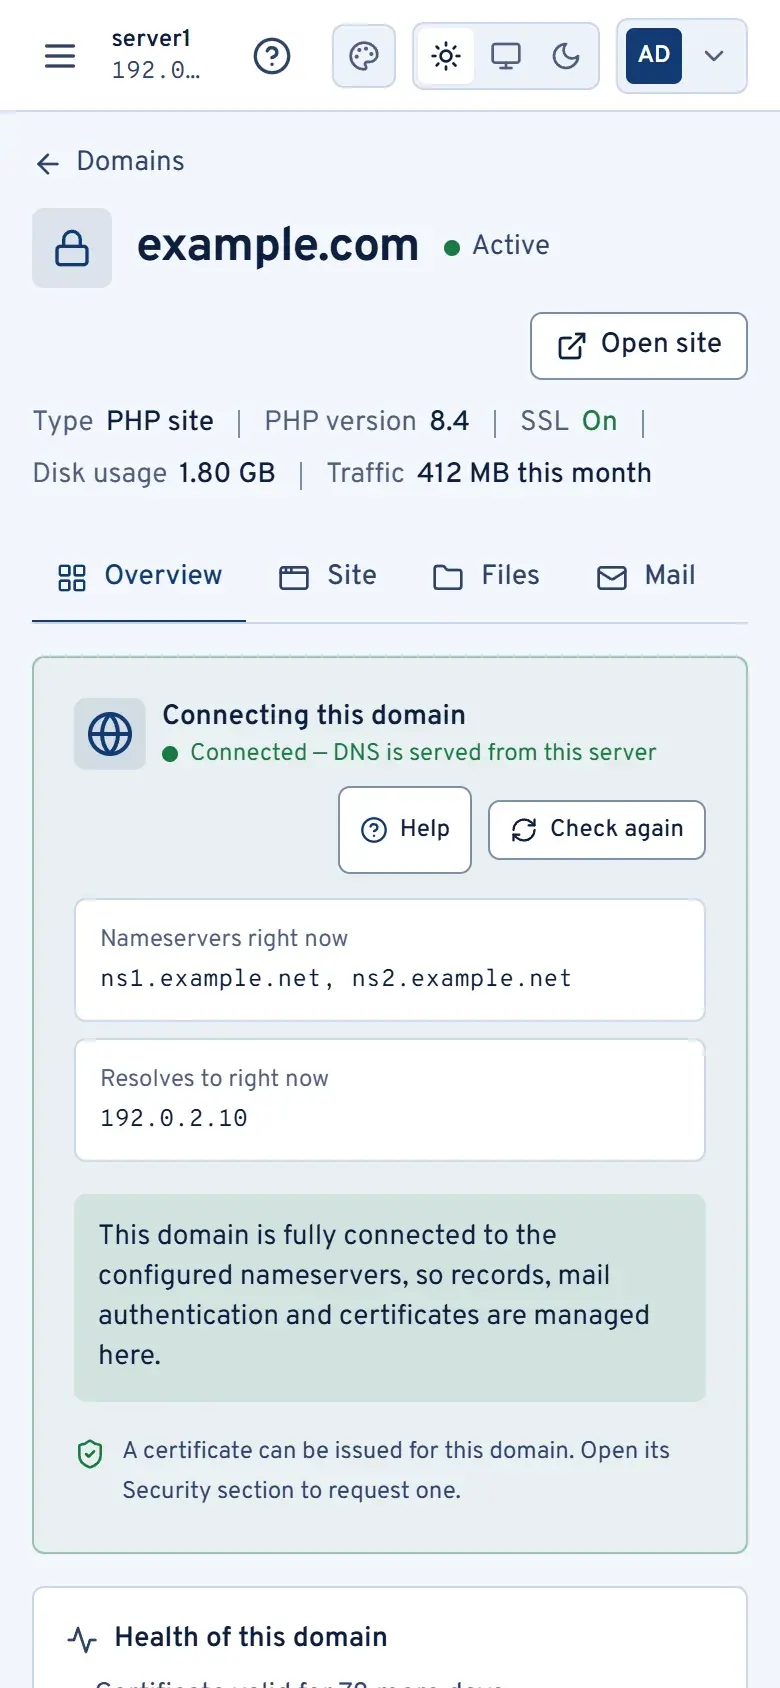 server1
192.0...
AD
Domains
example.com
Active
Open site
Type PHP site | PHP version 8.4 | SSL On |
Disk usage 1.80 GB | Traffic 412 MB this month
Overview Site Files Mail
Connecting this domain
Connected — DNS is served from this server
Help
Check again
Nameservers right now
ns1.example.net, ns2.example.net
Resolves to right now
192.0.2.10
This domain is fully connected to the
configured nameservers, so records, mail
authentication and certificates are managed
here.
A certificate can be issued for this domain. Open its
Security section to request one.
Health of this domain